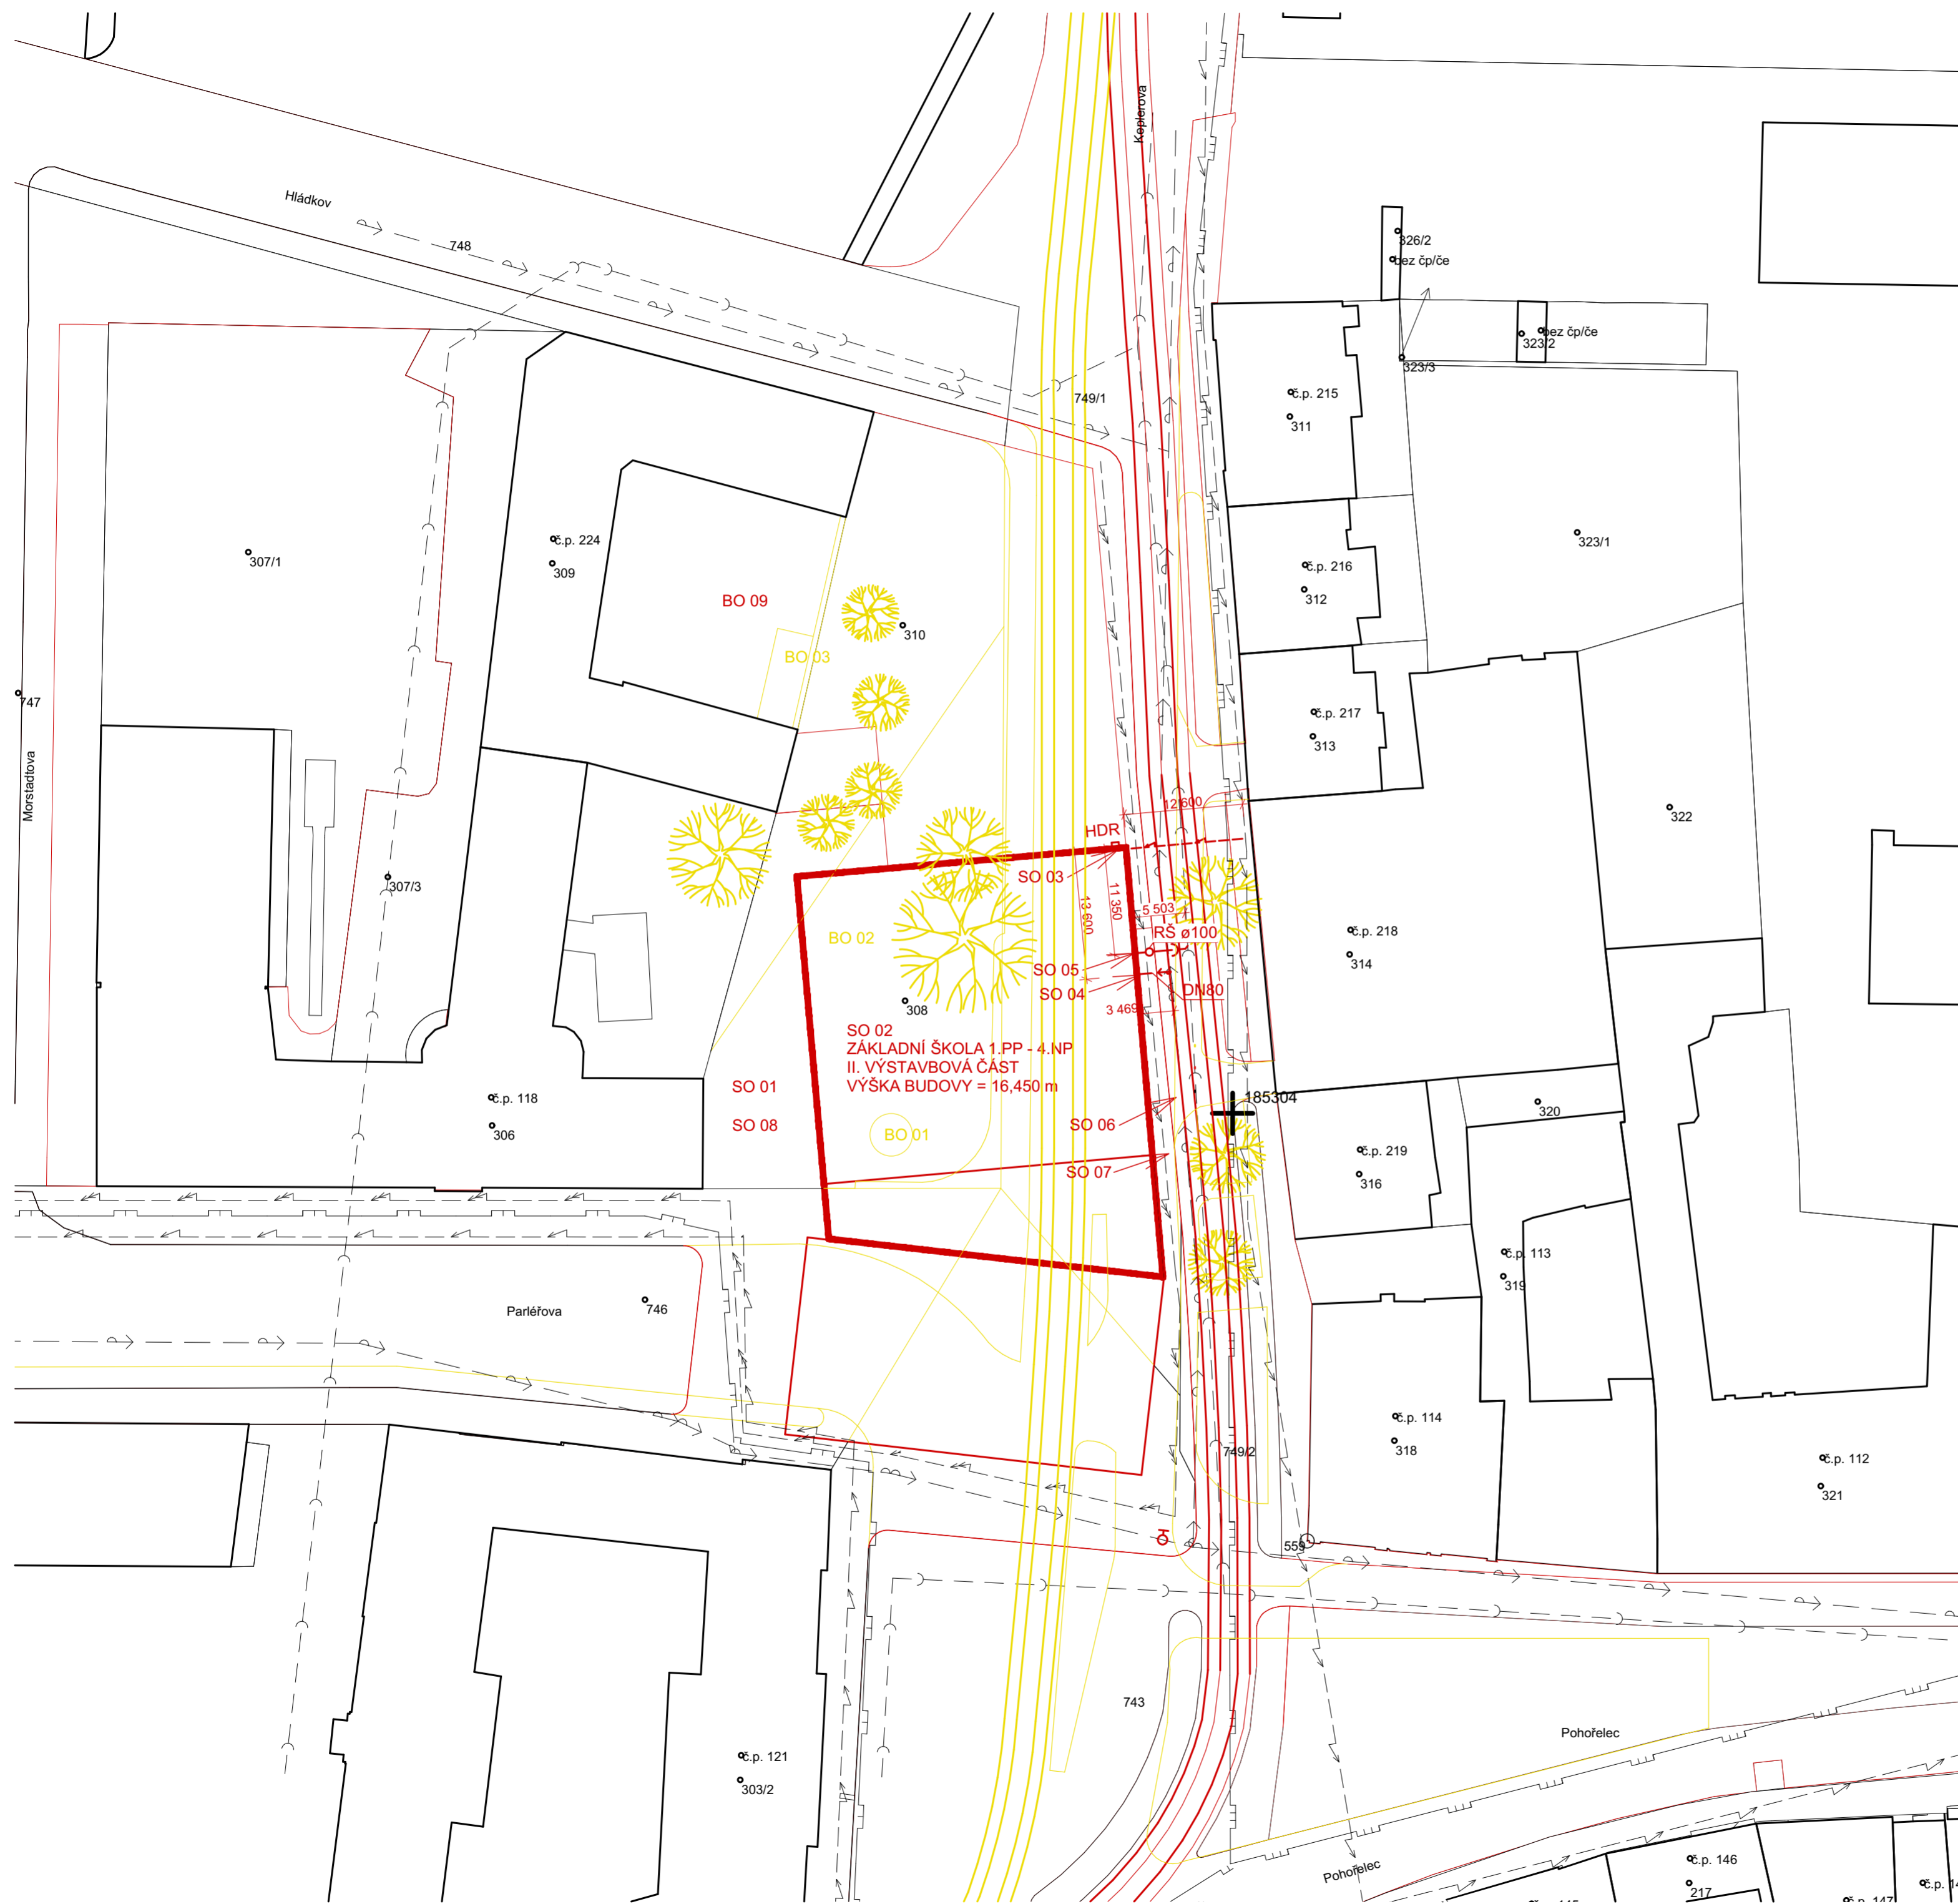 Keplerova
Hládkov
748
326/2
bez čp/če
bez čp/če
323/2
323/3
749/1
č.p. 215
311
307/1
č.p. 224
309
323/1
č.p. 216
312
BO 09
310
BO 03
747
č.p. 217
313
Morstadtova
322
12 600
HDR
SO 03
307/3
11 350
13 600
5 503
RŠ ø100
BO 02
č.p. 218
314
SO 05
SO 04
DN80
308
3 469
SO 02
ZÁKLADNÍ ŠKOLA 1.PP - 4.NP
II. VÝSTAVBOVÁ ČÁST
VÝŠKA BUDOVY = 16,450 m
SO 01
č.p. 118
185304
320
SO 08
306
BO 01
SO 06
č.p. 219
316
SO 07
č.p. 113
319
Parléřova
746
č.p. 114
318
749/2
č.p. 112
321
559
743
Pohořelec
č.p. 121
303/2
Pohořelec
č.p. 146
217
č.p. 147